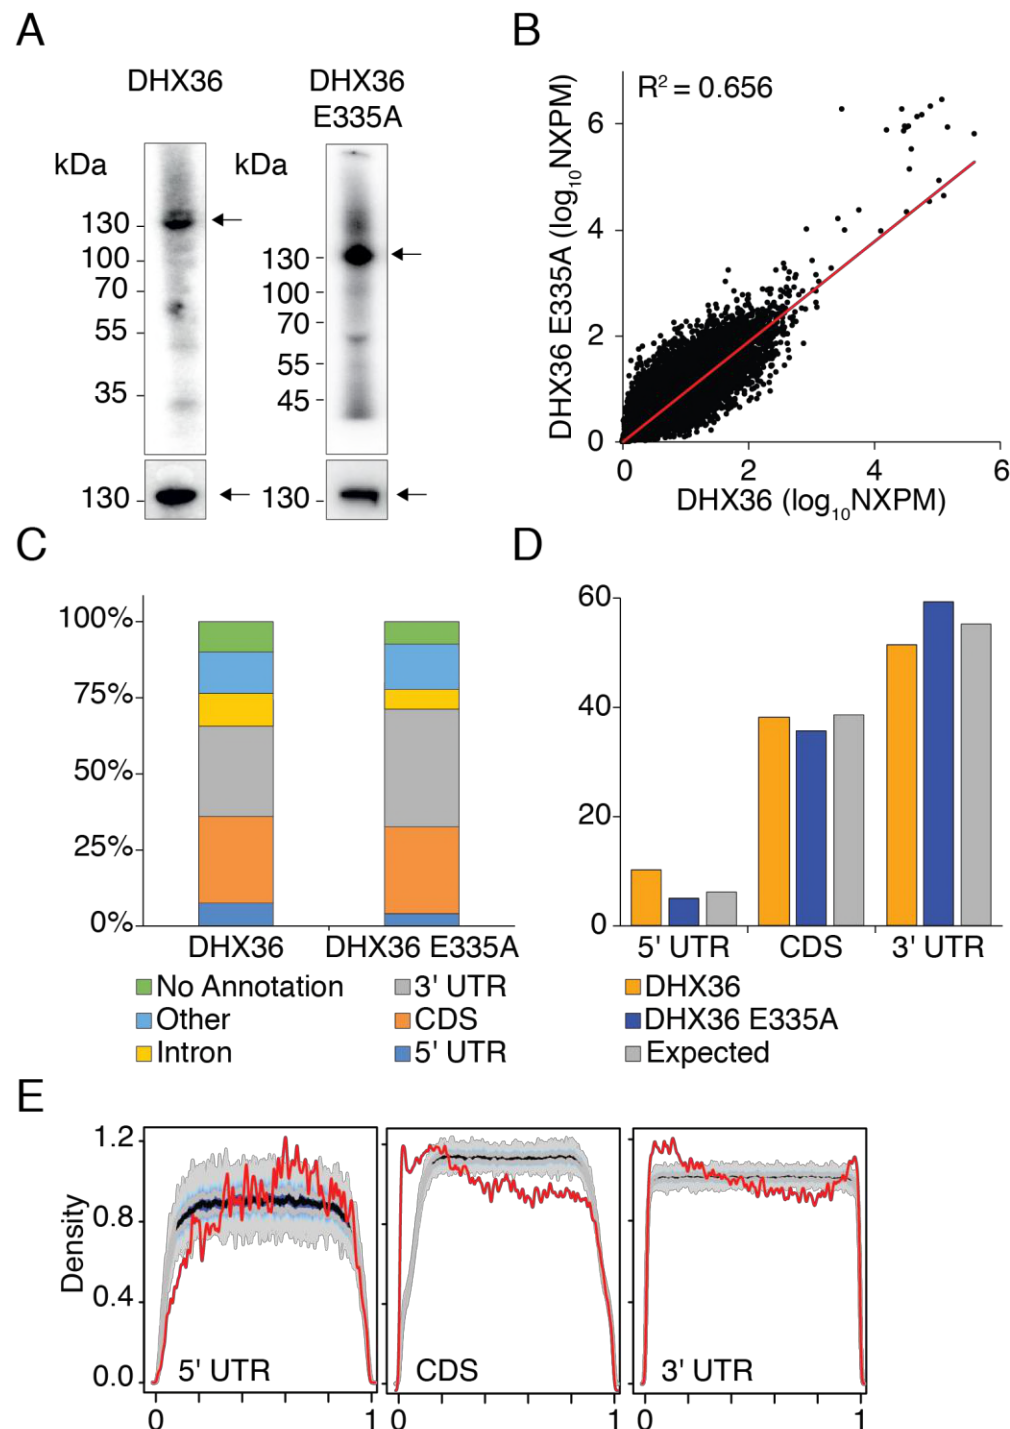 A
DHX36
DHX36
E335A
kDa
kDa
130
100
70
55
35
130
130
100
70
55
45
130
B
R² = 0.656
DHX36 E335A (log₁₀NXPM)
6
4
2
0
0 2 4 6
DHX36 (log₁₀NXPM)
C
100%
75%
50%
25%
0%
DHX36 DHX36 E335A
No Annotation 3' UTR
Other CDS
Intron 5' UTR
D
60
40
20
0
5' UTR CDS 3' UTR
DHX36
DHX36 E335A
Expected
E
Density
1.2
0.8
0.4
0.0
5' UTR CDS 3' UTR
0 1 0 1 0 1